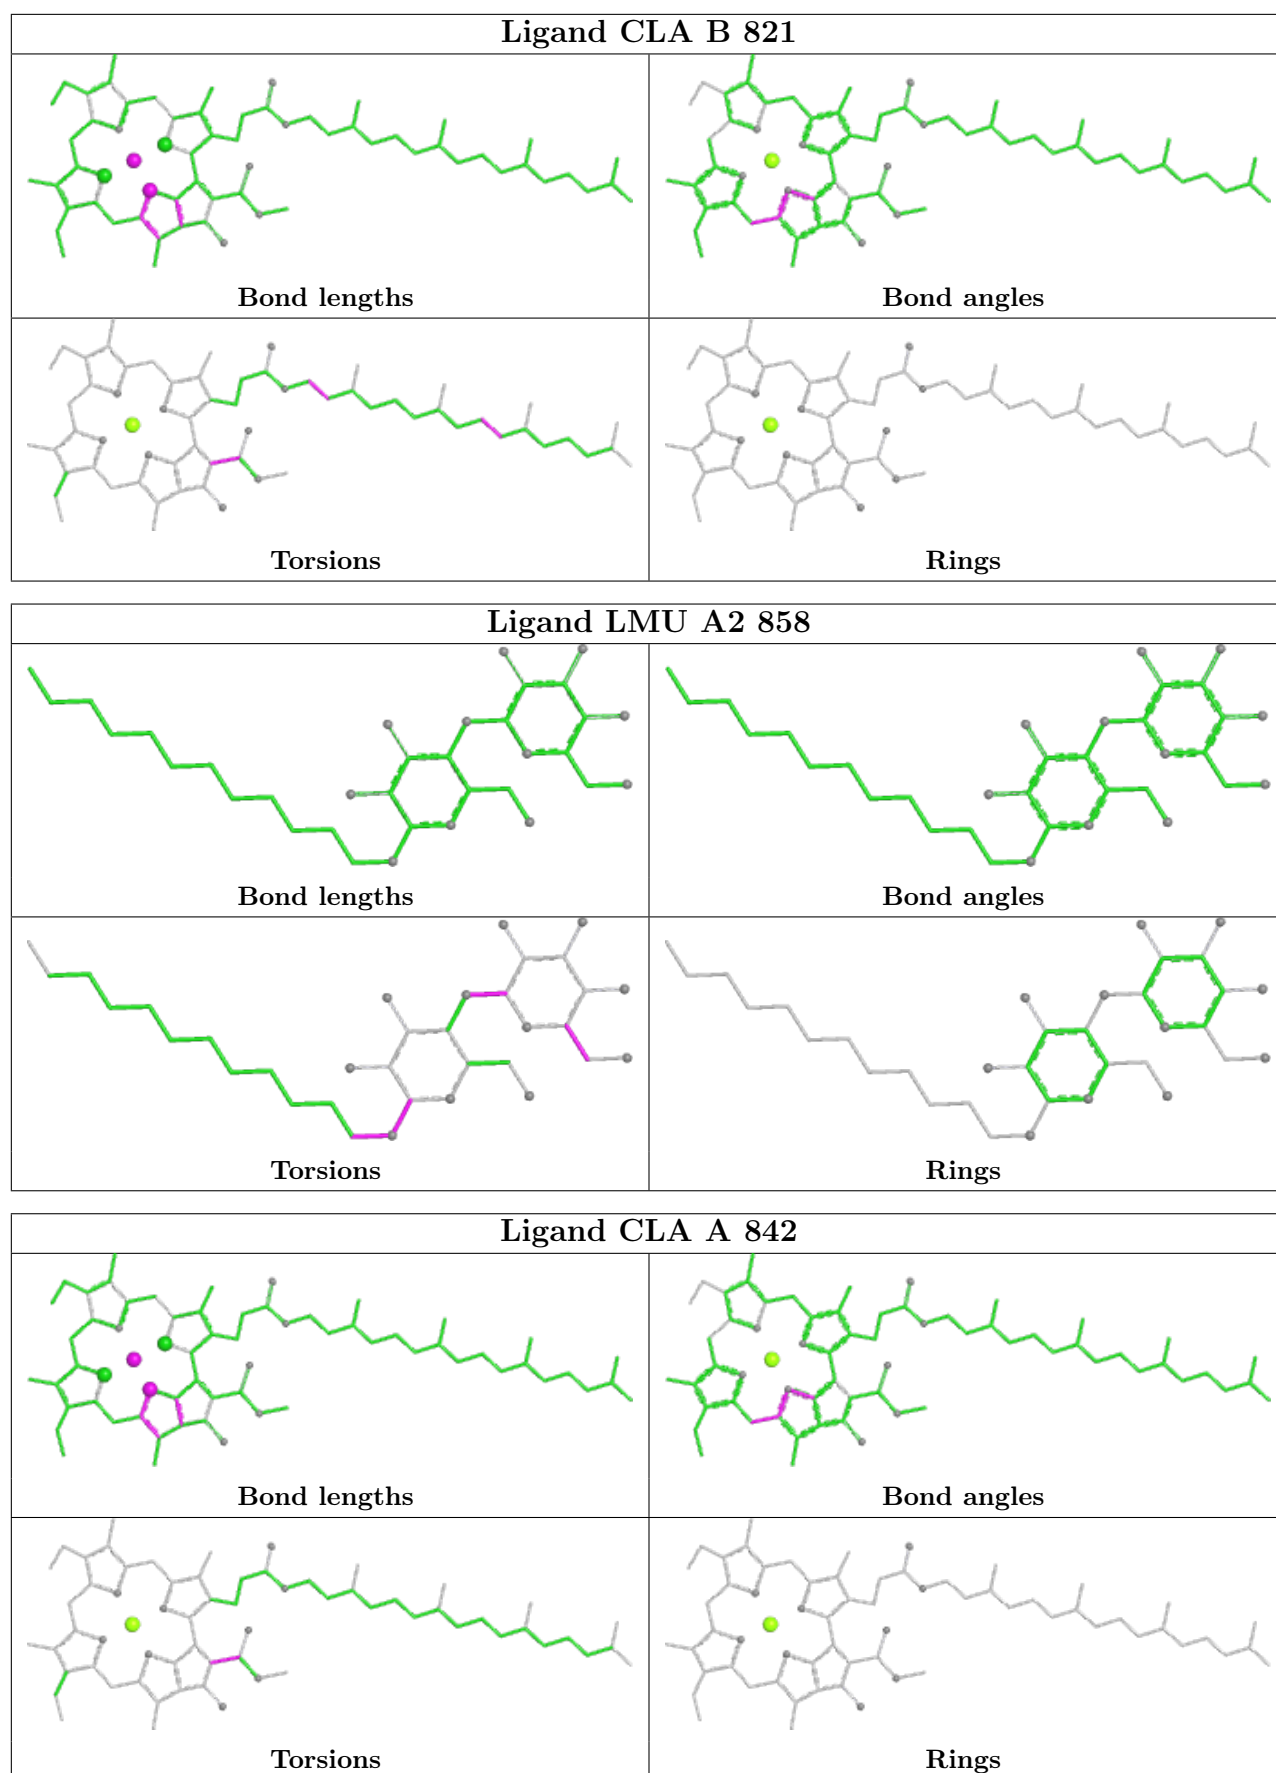 Ligand CLA B 821
Bond lengths
Bond angles
Torsions
Rings
Ligand LMU A2 858
Bond lengths
Bond angles
Torsions
Rings
Ligand CLA A 842
Bond lengths
Bond angles
Torsions
Rings